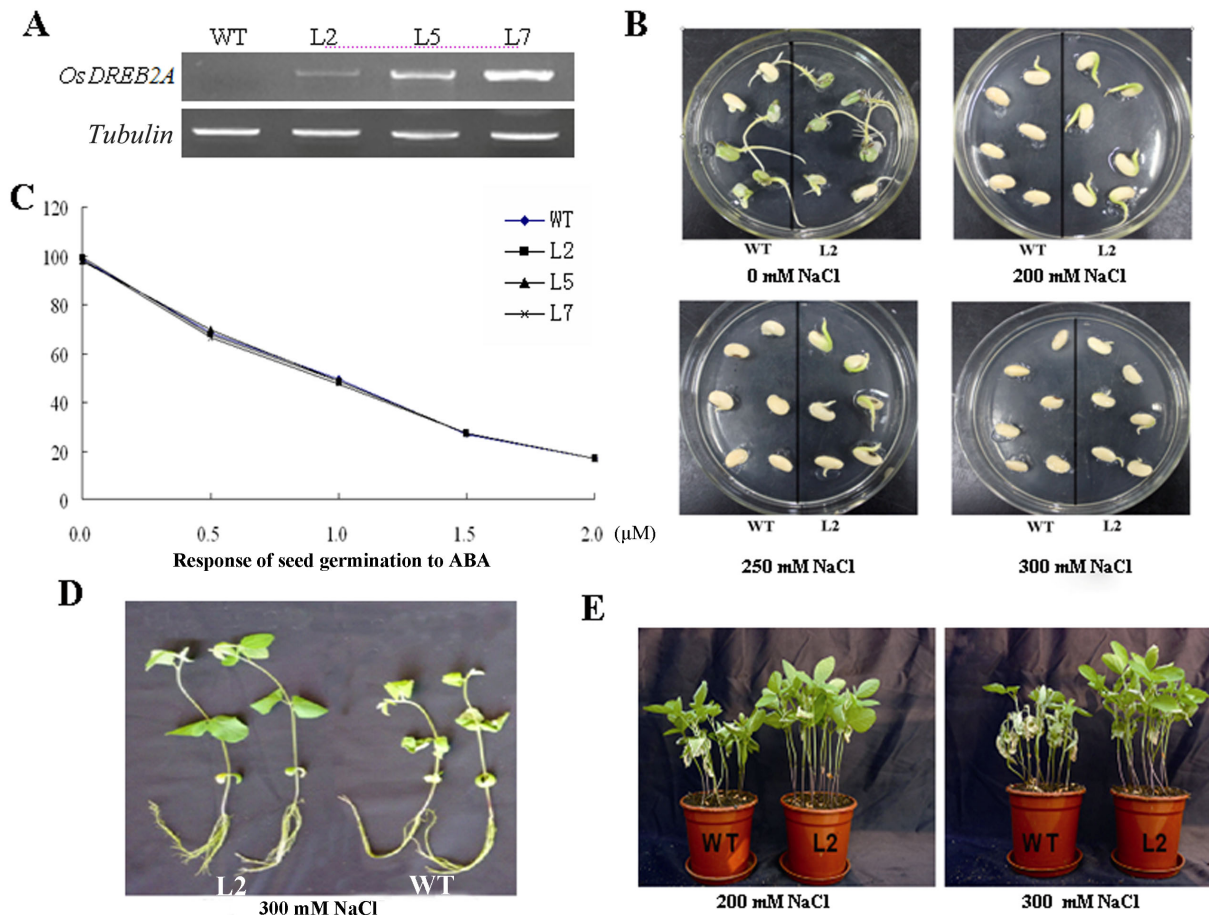 A
WT L2 L5 L7
OsDREB2A
Tubulin
B
WT L2
0 mM NaCl
WT L2
200 mM NaCl
WT L2
250 mM NaCl
WT L2
300 mM NaCl
C
120
100
80
60
40
20
0
0.0 0.5 1.0 1.5 2.0 (μM)
WT
L2
L5
L7
Response of seed germination to ABA
D
L2 WT
300 mM NaCl
E
WT L2
200 mM NaCl
WT L2
300 mM NaCl